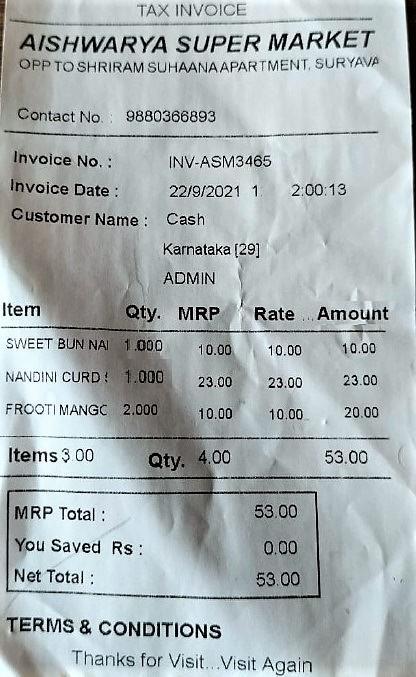 TAX INVOICE
AISHWARYA SUPER MARKET
OPP TO SHRIRAM SUHAANA APARTMENT, SURYAVA
Contact No. : 9880366893
Invoice No. : INV-ASM3465
Invoice Date : 22/9/2021 1 2:00:13
Customer Name : Cash
Karnataka [29]
ADMIN
Item Qty. MRP Rate Amount
SWEET BUN NAI 1.000 10.00 10.00 10.00
NANDINI CURD 1.000 23.00 23.00 23.00
FROOTI MANGC 2.000 10.00 10.00 20.00
Items 3.00 Qty. 4.00 53.00
MRP Total : 53.00
You Saved Rs : 0.00
Net Total : 53.00
TERMS & CONDITIONS
Thanks for Visit...Visit Again